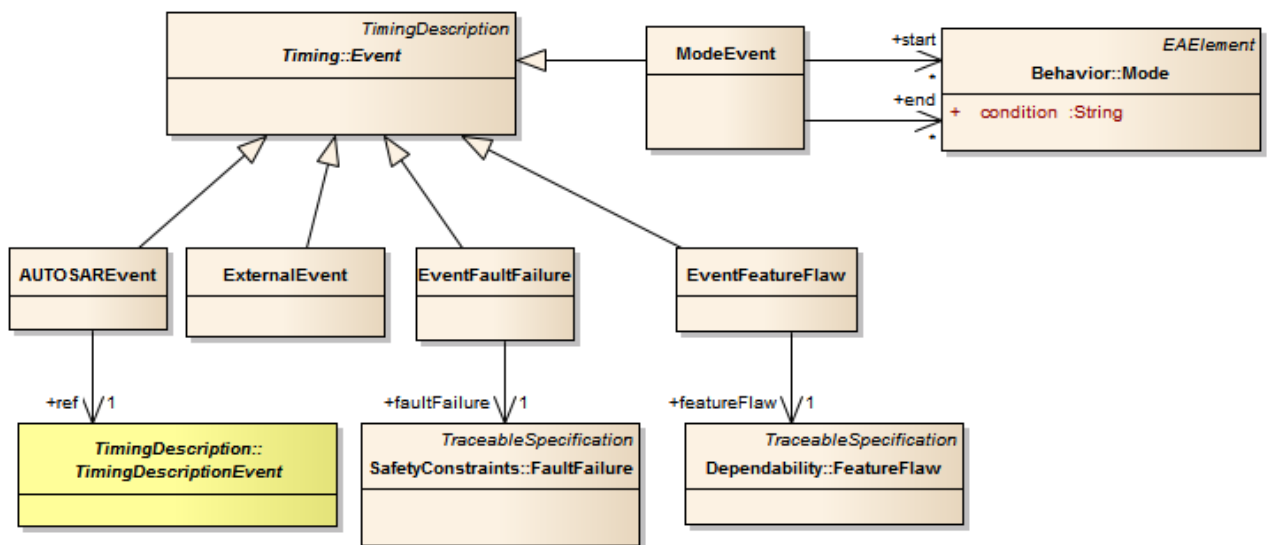 TimingDescription
Timing::Event
ModeEvent
+start
*
+end
*
EAElement
Behavior::Mode
+ condition :String
AUTOSAREvent
ExternalEvent
EventFaultFailure
EventFeatureFlaw
+ref 1
+faultFailure 1
+featureFlaw 1
TimingDescription::
TimingDescriptionEvent
TraceableSpecification
SafetyConstraints::FaultFailure
TraceableSpecification
Dependability::FeatureFlaw